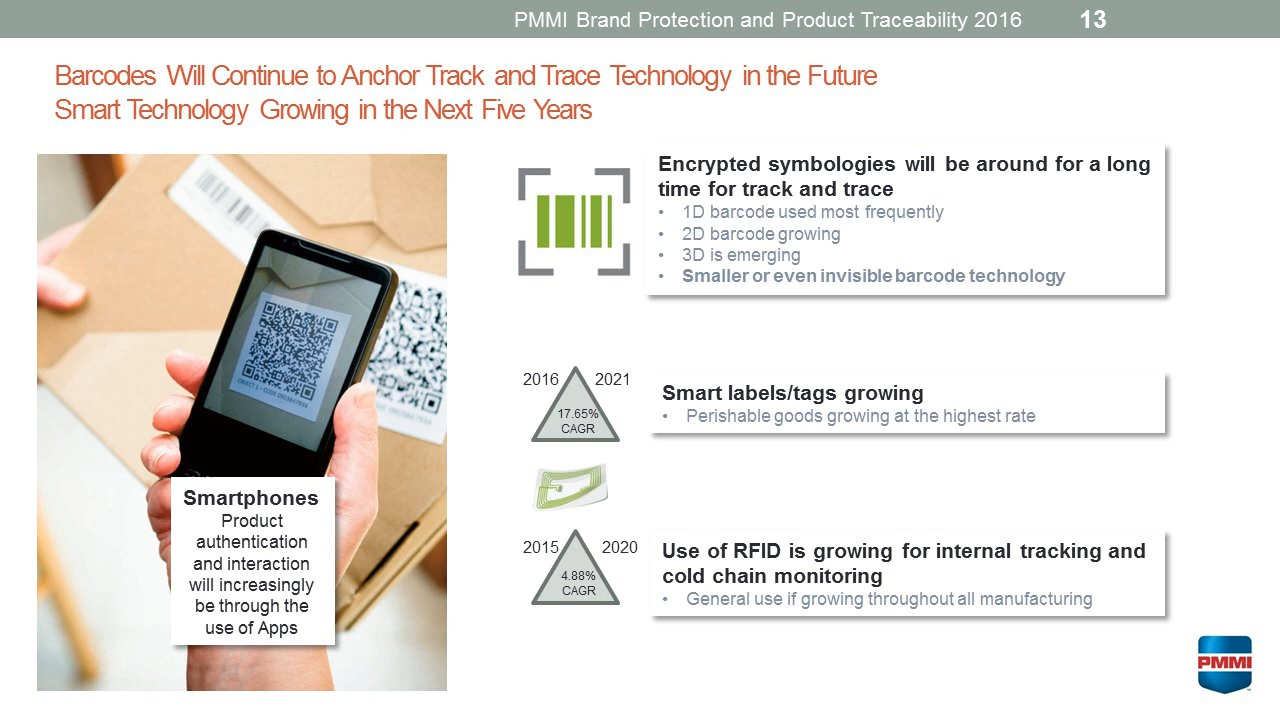 PMMI Brand Protection and Product Traceability 2016 13
Barcodes Will Continue to Anchor Track and Trace Technology in the Future
Smart Technology Growing in the Next Five Years
Encrypted symbologies will be around for a long
time for track and trace
• 1D barcode used most frequently
• 2D barcode growing
• 3D is emerging
• Smaller or even invisible barcode technology
2016 2021
17.65%
CAGR
Smart labels/tags growing
• Perishable goods growing at the highest rate
Smartphones
Product
authentication
and interaction
will increasingly
be through the
use of Apps
2015 2020
4.88%
CAGR
Use of RFID is growing for internal tracking and
cold chain monitoring
• General use if growing throughout all manufacturing
PMMI